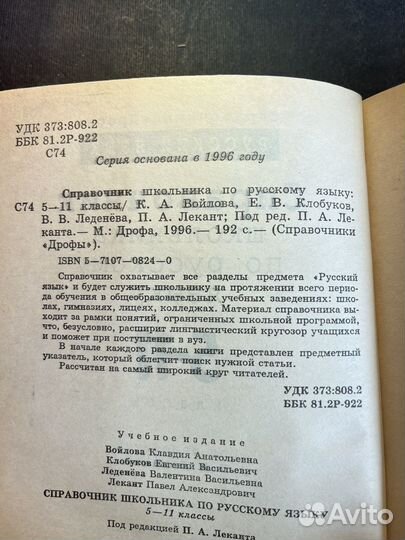 УДК 373:808.2
ББК 81.2Р-922
С74
Серия основана в 1996 году
Справочник школьника по русскому языку:
С74 5—11 классы/ К. А. Войлова, Е. В. Клобуков,
В. В. Леденёва, П. А. Лекант; Под ред. П. А. Ле-
канта.— М.: Дрофа, 1996.— 192 с.— (Справочники
«Дрофы»).
ISBN 5—7107—0824—0
Справочник охватывает все разделы предмета «Русский
язык» и будет служить школьнику на протяжении всего перио-
да обучения в общеобразовательных учебных заведениях: шко-
лах, гимназиях, лицеях, колледжах. Материал справочника вы-
ходит за рамки понятий, ограниченных школьной программой,
что, безусловно, расширит лингвистический кругозор учащихся
и поможет при поступлении в вуз.
В начале каждого раздела книги представлен предметный
указатель, который облегчит поиск нужной статьи.
Рассчитан на самый широкий круг читателей.
УДК 373:808.2
ББК 81.2Р-922
Учебное издание
Войлова Клавдия Анатольевна
Клобуков Евгений Васильевич
Леденёва Валентина Васильевна
Лекант Павел Александрович
СПРАВОЧНИК ШКОЛЬНИКА ПО РУССКОМУ ЯЗЫКУ
5—11 классы
Под редакцией П. А. Леканта
Avito